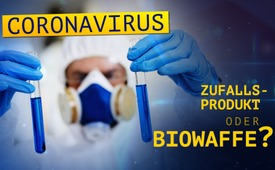 CORONAVIRUS
ZUFALLS-
PRODUKT
ODER
BIOWAFFE?